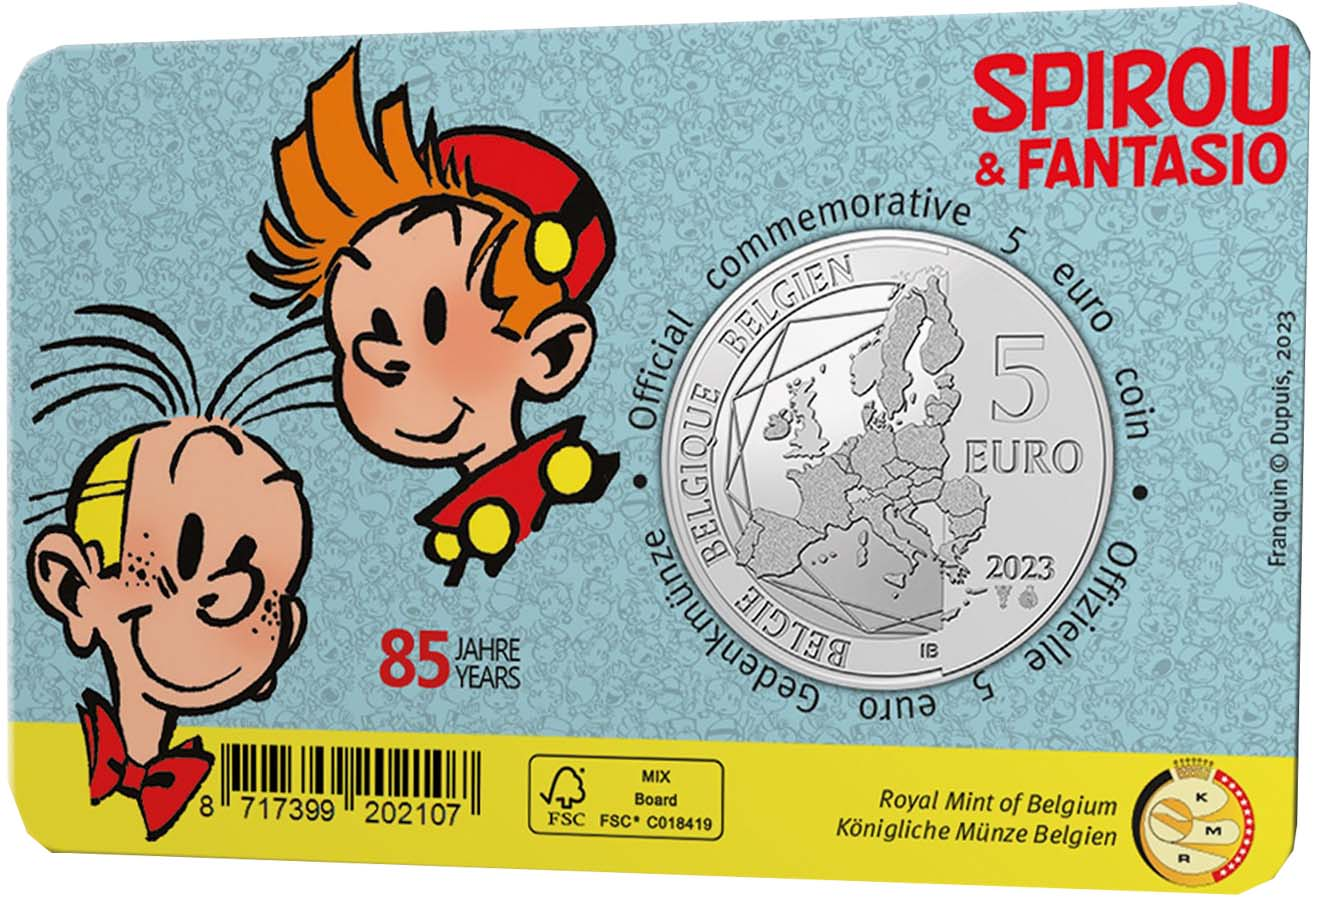 SPIROU
& FANTASIO
Official commemorative 5 euro coin
Offizielle 5 euro Gedenkmünze
BELGIE BELGIQUE BELGIEN
5
EURO
2023
IB
Franquin © Dupuis, 2023
85 JAHRE
YEARS
8 717399 202107
FSC
MIX
Board
FSC® C018419
Royal Mint of Belgium
Königliche Münze Belgien
K
M
R